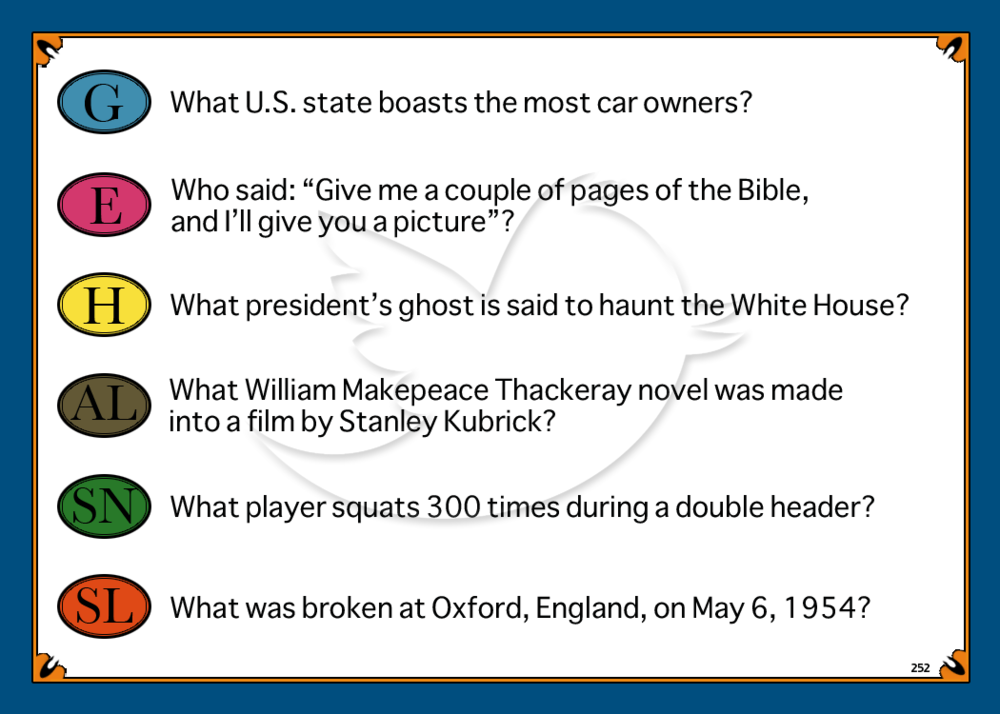 G What U.S. state boasts the most car owners?
E Who said: “Give me a couple of pages of the Bible,
and I’ll give you a picture”?
H What president’s ghost is said to haunt the White House?
AL What William Makepeace Thackeray novel was made
into a film by Stanley Kubrick?
SN What player squats 300 times during a double header?
SL What was broken at Oxford, England, on May 6, 1954?
252